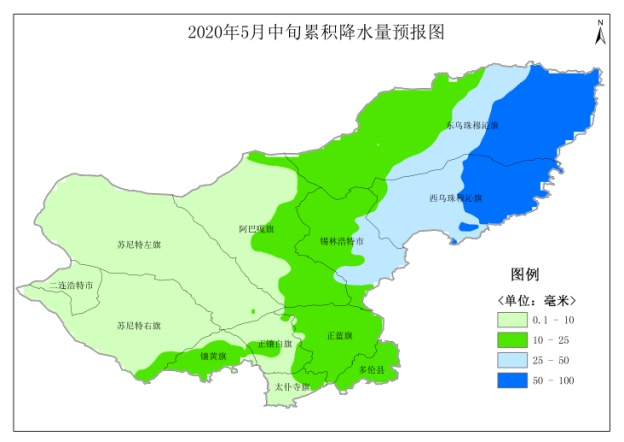 2020年5月中旬累积降水量预报图
N
东乌珠穆沁旗
西乌珠穆沁旗
阿巴嘎旗
锡林浩特市
苏尼特左旗
二连浩特市
苏尼特右旗
正镶白旗
正蓝旗
镶黄旗
多伦县
太仆寺旗
图例
<单位：毫米>
0.1 - 10
10 - 25
25 - 50
50 - 100